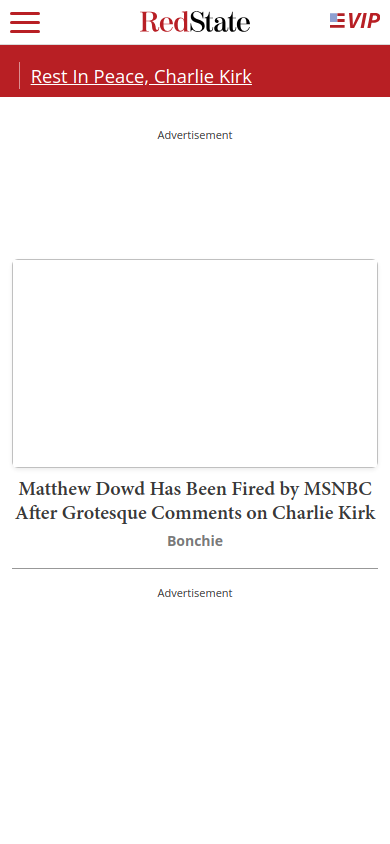 RedState
VIP
Rest In Peace, Charlie Kirk
Advertisement
Matthew Dowd Has Been Fired by MSNBC
After Grotesque Comments on Charlie Kirk
Bonchie
Advertisement